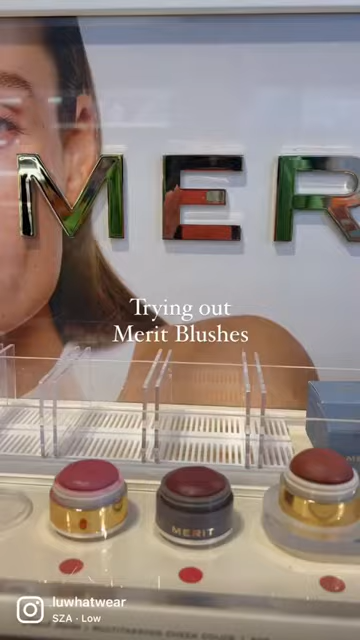 MER
Trying out
Merit Blushes
MERIT
luwhatwear
SZA · Low